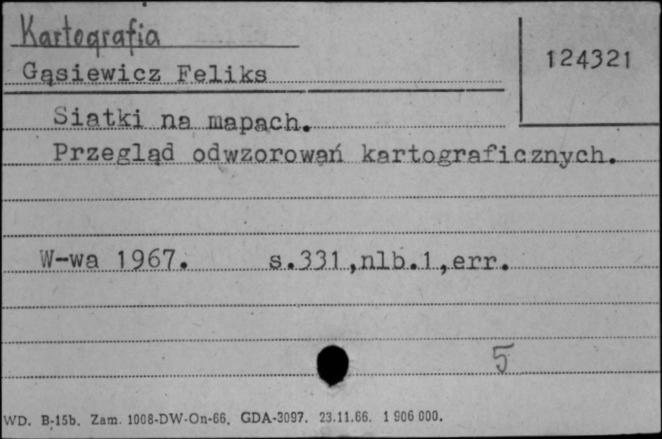 Kartografia
124321
Gąsiewicz Feliks
Siatki na mapach.
Przegląd odwzorowań kartograficznych.
W-wa 1967. s.331,nlb.1,err.
5
WD. B-15b. Zam. 1008-DW-On-66. GDA-3097. 23.11.66. 1 906 000.